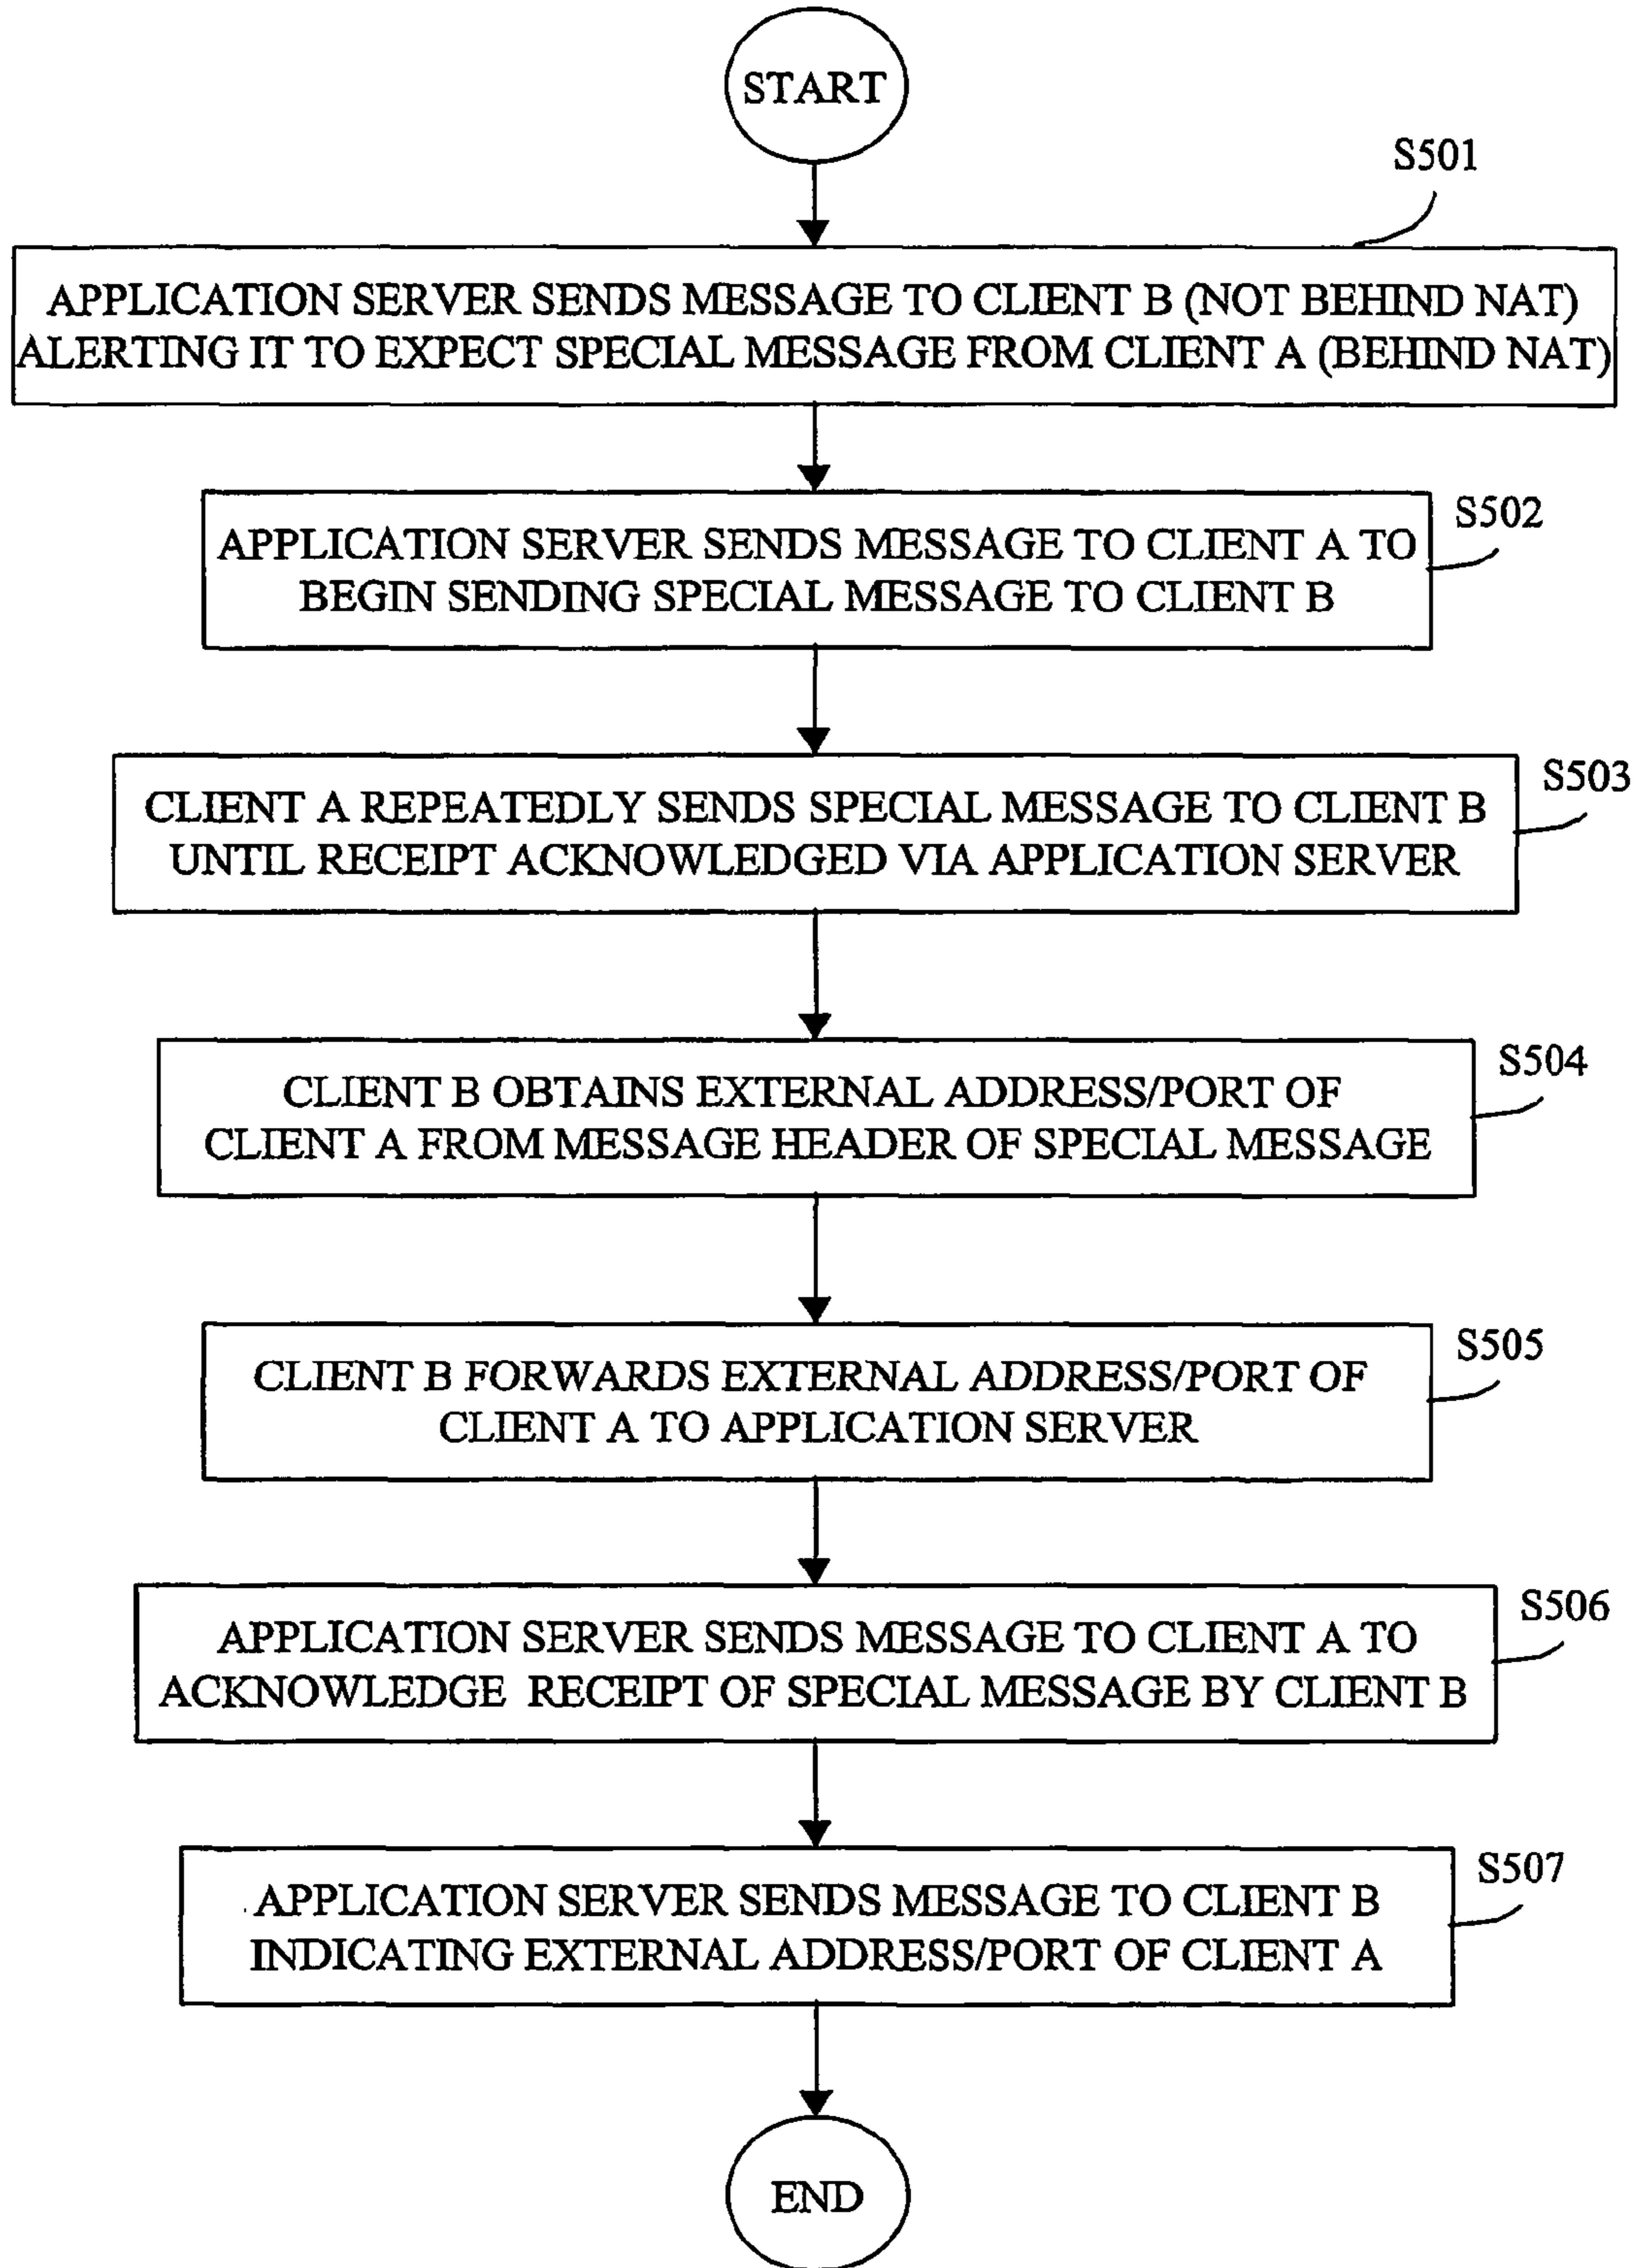 START
S501
APPLICATION SERVER SENDS MESSAGE TO CLIENT B (NOT BEHIND NAT)
ALERTING IT TO EXPECT SPECIAL MESSAGE FROM CLIENT A (BEHIND NAT)
S502
APPLICATION SERVER SENDS MESSAGE TO CLIENT A TO
BEGIN SENDING SPECIAL MESSAGE TO CLIENT B
S503
CLIENT A REPEATEDLY SENDS SPECIAL MESSAGE TO CLIENT B
UNTIL RECEIPT ACKNOWLEDGED VIA APPLICATION SERVER
S504
CLIENT B OBTAINS EXTERNAL ADDRESS/PORT OF
CLIENT A FROM MESSAGE HEADER OF SPECIAL MESSAGE
S505
CLIENT B FORWARDS EXTERNAL ADDRESS/PORT OF
CLIENT A TO APPLICATION SERVER
S506
APPLICATION SERVER SENDS MESSAGE TO CLIENT A TO
ACKNOWLEDGE RECEIPT OF SPECIAL MESSAGE BY CLIENT B
S507
APPLICATION SERVER SENDS MESSAGE TO CLIENT B
INDICATING EXTERNAL ADDRESS/PORT OF CLIENT A
END